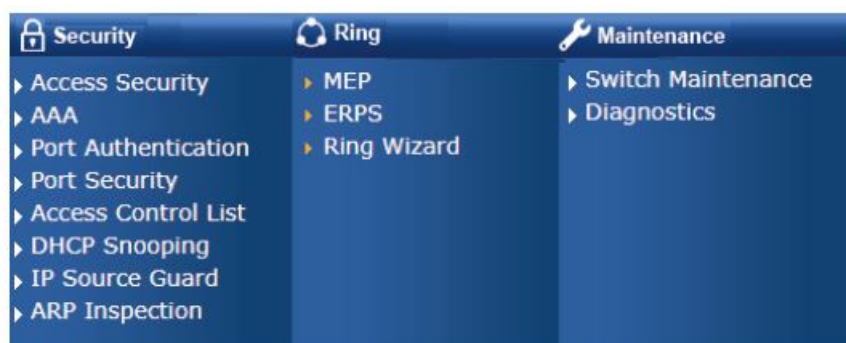 Security
Access Security
AAA
Port Authentication
Port Security
Access Control List
DHCP Snooping
IP Source Guard
ARP Inspection
Ring
MEP
ERPS
Ring Wizard
Maintenance
Switch Maintenance
Diagnostics